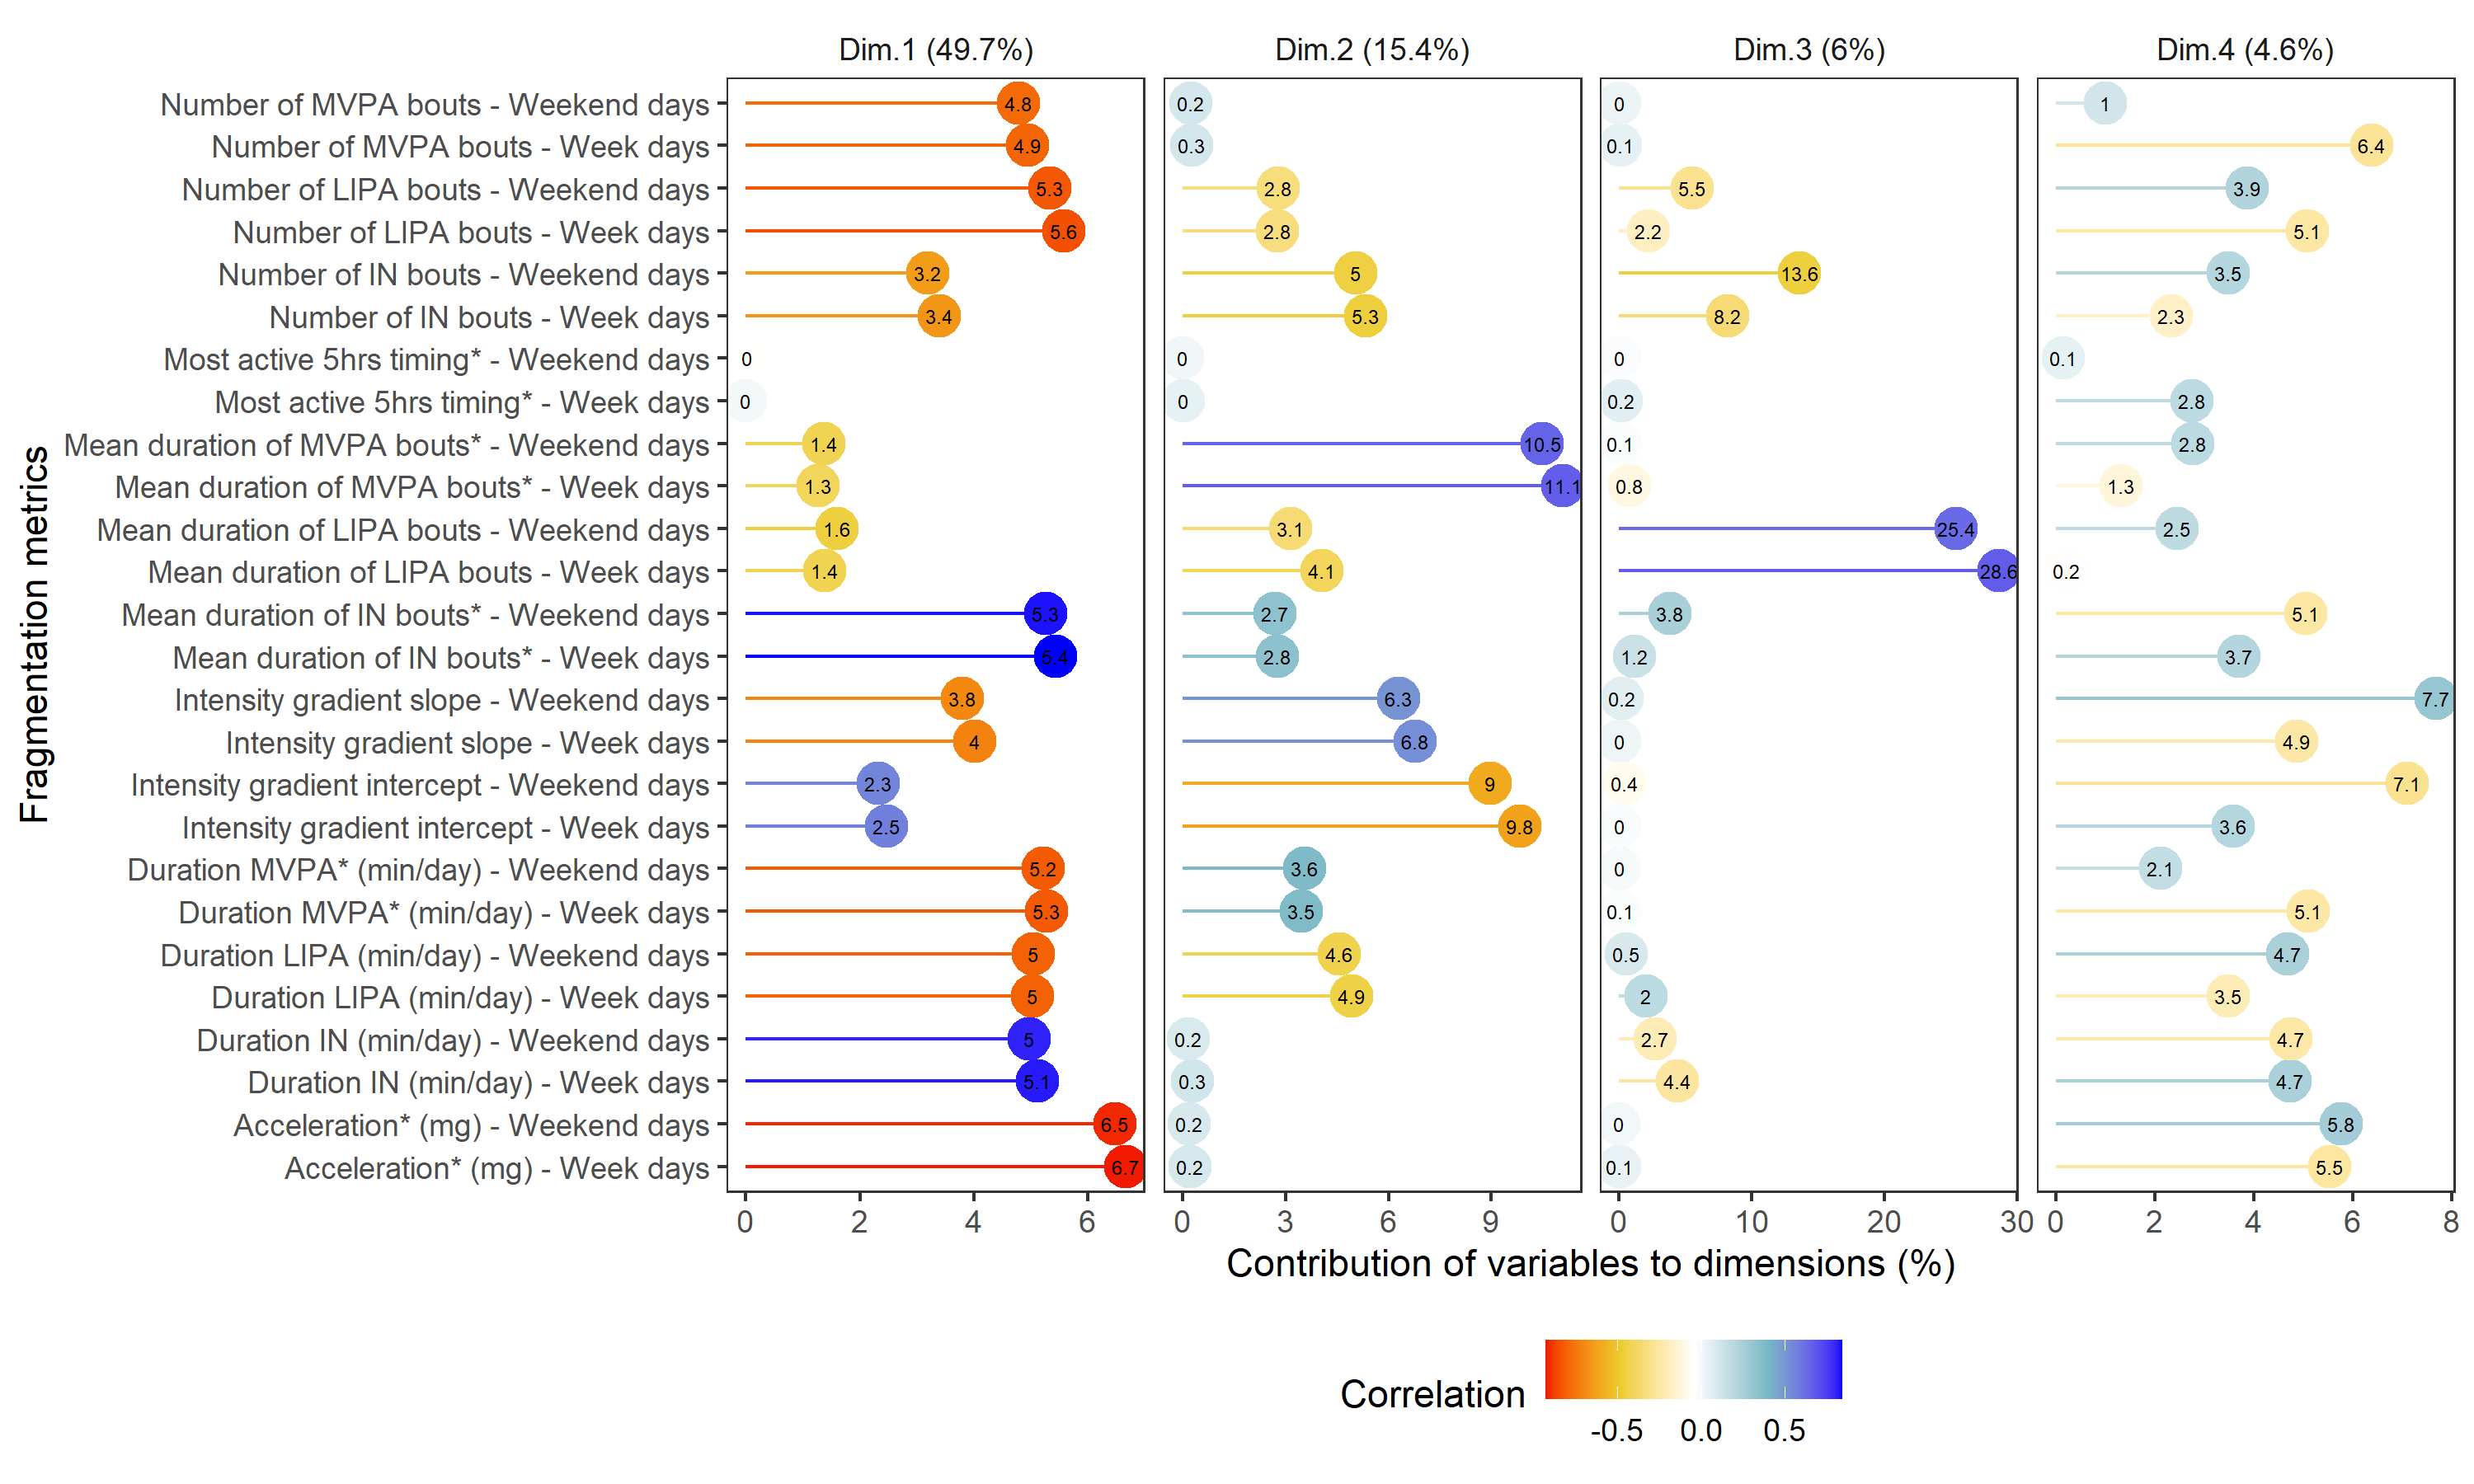 Dim.1 (49.7%) Dim.2 (15.4%) Dim.3 (6%) Dim.4 (4.6%)
Fragmentation metrics
Number of MVPA bouts - Weekend days 4.8 0.2 0 1
Number of MVPA bouts - Week days 4.9 0.3 0.1 6.4
Number of LIPA bouts - Weekend days 5.3 2.8 5.5 3.9
Number of LIPA bouts - Week days 5.6 2.8 2.2 5.1
Number of IN bouts - Weekend days 3.2 5 13.6 3.5
Number of IN bouts - Week days 3.4 5.3 8.2 2.3
Most active 5hrs timing* - Weekend days 0 0 0 0.1
Most active 5hrs timing* - Week days 0 0 0.2 2.8
Mean duration of MVPA bouts* - Weekend days 1.4 10.5 0.1 2.8
Mean duration of MVPA bouts* - Week days 1.3 11.1 0.8 1.3
Mean duration of LIPA bouts - Weekend days 1.6 3.1 25.4 2.5
Mean duration of LIPA bouts - Week days 1.4 4.1 28.6 0.2
Mean duration of IN bouts* - Weekend days 5.3 2.7 3.8 5.1
Mean duration of IN bouts* - Week days 5.4 2.8 1.2 3.7
Intensity gradient slope - Weekend days 3.8 6.3 0.2 7.7
Intensity gradient slope - Week days 4 6.8 0 4.9
Intensity gradient intercept - Weekend days 2.3 9 0.4 7.1
Intensity gradient intercept - Week days 2.5 9.8 0 3.6
Duration MVPA* (min/day) - Weekend days 5.2 3.6 0 2.1
Duration MVPA* (min/day) - Week days 5.3 3.5 0.1 5.1
Duration LIPA (min/day) - Weekend days 5 4.6 0.5 4.7
Duration LIPA (min/day) - Week days 5 4.9 2 3.5
Duration IN (min/day) - Weekend days 5 0.2 2.7 4.7
Duration IN (min/day) - Week days 5.1 0.3 4.4 4.7
Acceleration* (mg) - Weekend days 6.5 0.2 0 5.8
Acceleration* (mg) - Week days 6.7 0.2 0.1 5.5
0 2 4 6 0 3 6 9 0 10 20 30 0 2 4 6 8
Contribution of variables to dimensions (%)
Correlation
-0.5 0.0 0.5